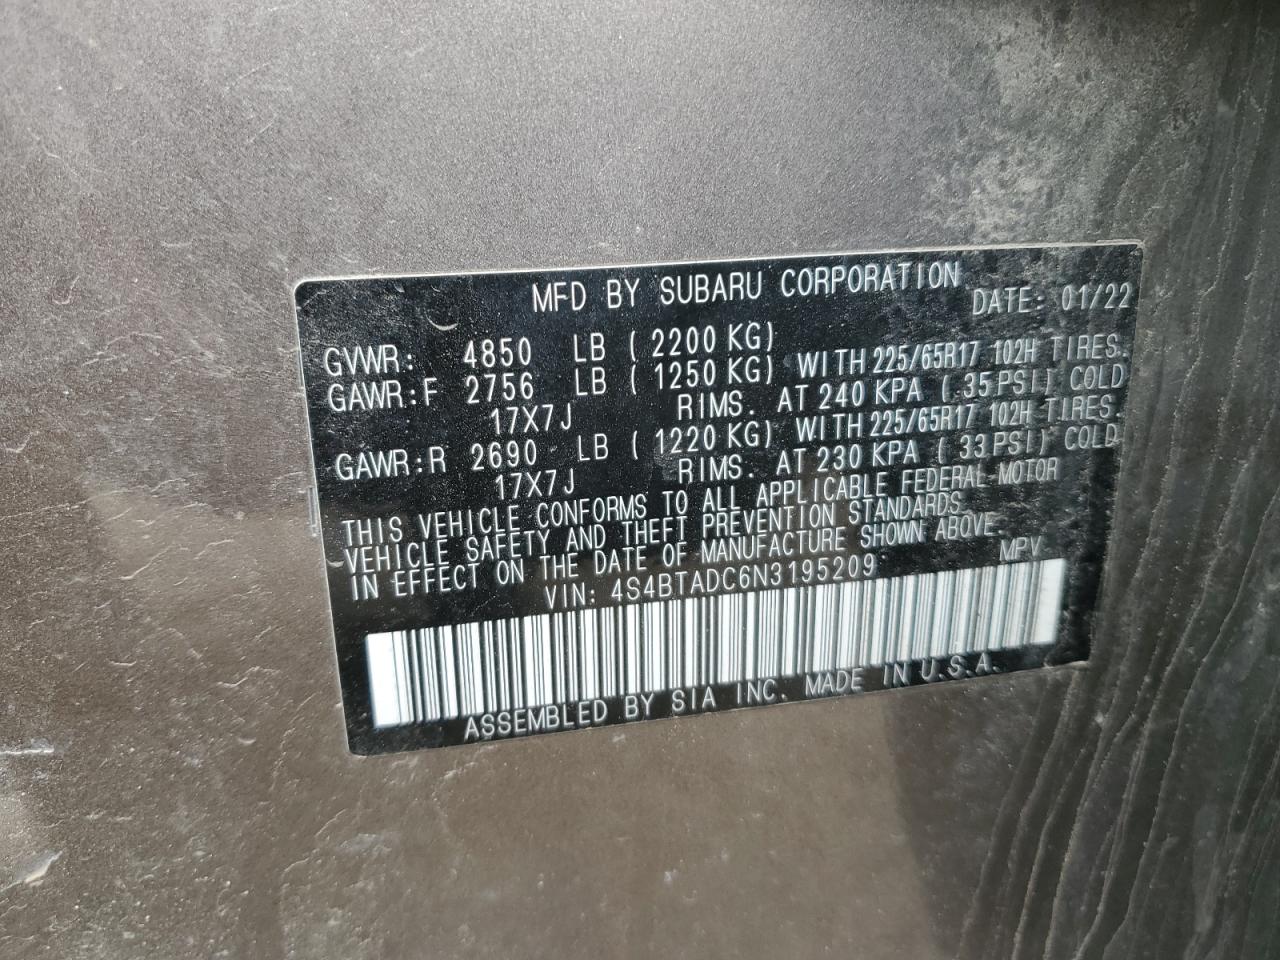 MFD BY SUBARU CORPORATION DATE: 01/22
GVWR: 4850 LB ( 2200 KG)
GAWR:F 2756 LB ( 1250 KG) WITH 225/65R17 102H TIRES.
17X7J RIMS. AT 240 KPA ( 35 PSI) COLD
GAWR:R 2690 LB ( 1220 KG) WITH 225/65R17 102H TIRES.
17X7J RIMS. AT 230 KPA ( 33 PSI) COLD
THIS VEHICLE CONFORMS TO ALL APPLICABLE FEDERAL MOTOR
VEHICLE SAFETY AND THEFT PREVENTION STANDARDS
IN EFFECT ON THE DATE OF MANUFACTURE SHOWN ABOVE.
VIN: 4S4BTADC6N3195209 MPV
ASSEMBLED BY SIA INC. MADE IN U.S.A.